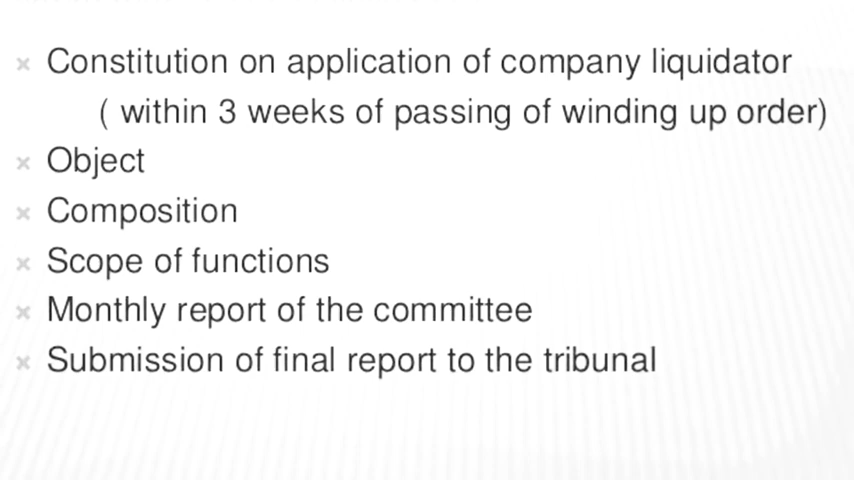 Constitution on application of company liquidator
( within 3 weeks of passing of winding up order)
Object
Composition
Scope of functions
Monthly report of the committee
Submission of final report to the tribunal